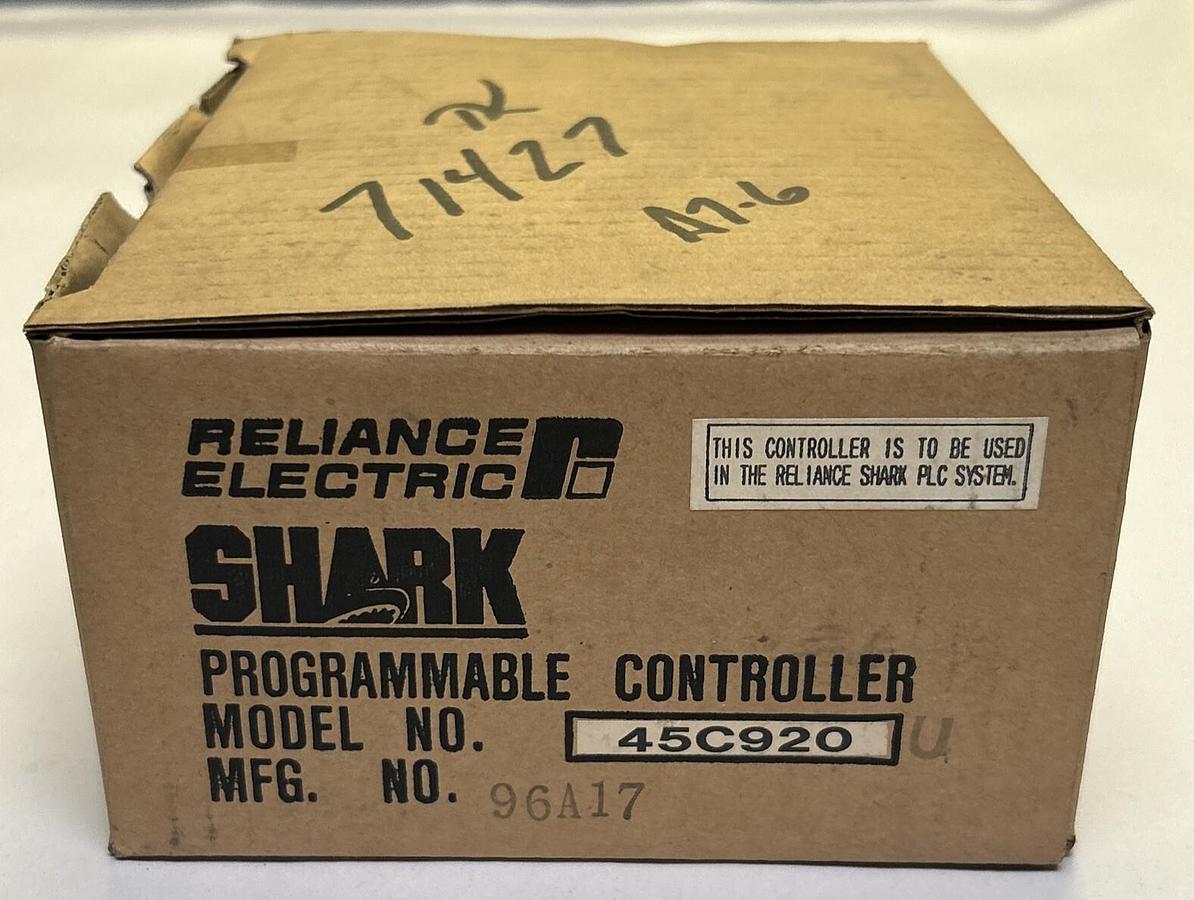 71427
A7-6
RELIANCE
ELECTRIC
THIS CONTROLLER IS TO BE USED
IN THE RELIANCE SHARK PLC SYSTEM.
SHARK
PROGRAMMABLE CONTROLLER
MODEL NO. 45C920 U
MFG. NO. 96A17